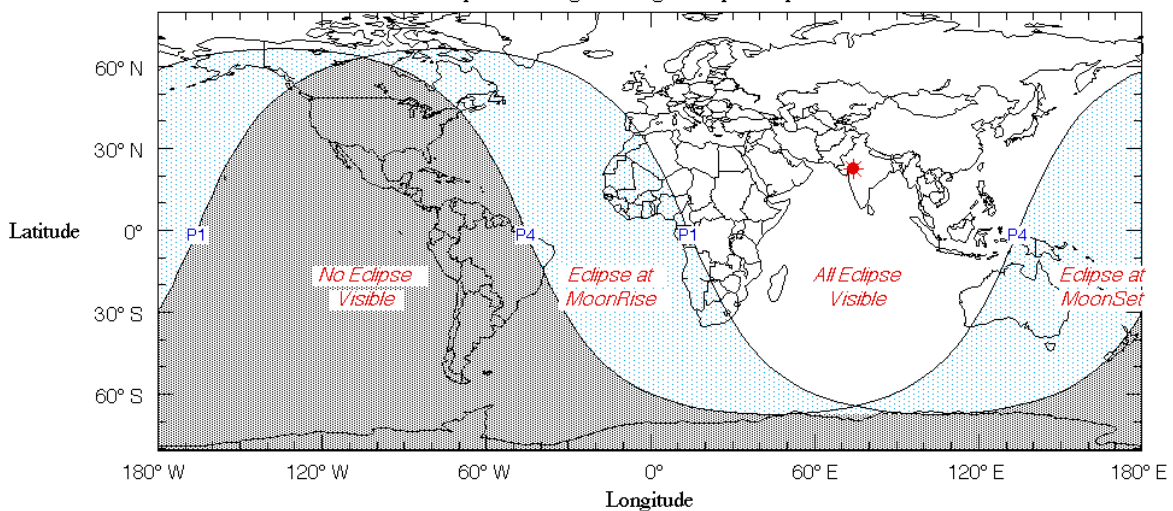 60° N
30° N
Latitude
0°
P1
P4
P1
P4
No Eclipse
Visible
Eclipse at
MoonRise
All Eclipse
Visible
Eclipse at
MoonSet
30° S
60° S
180° W
120° W
60° W
0°
60° E
120° E
180° E
Longitude